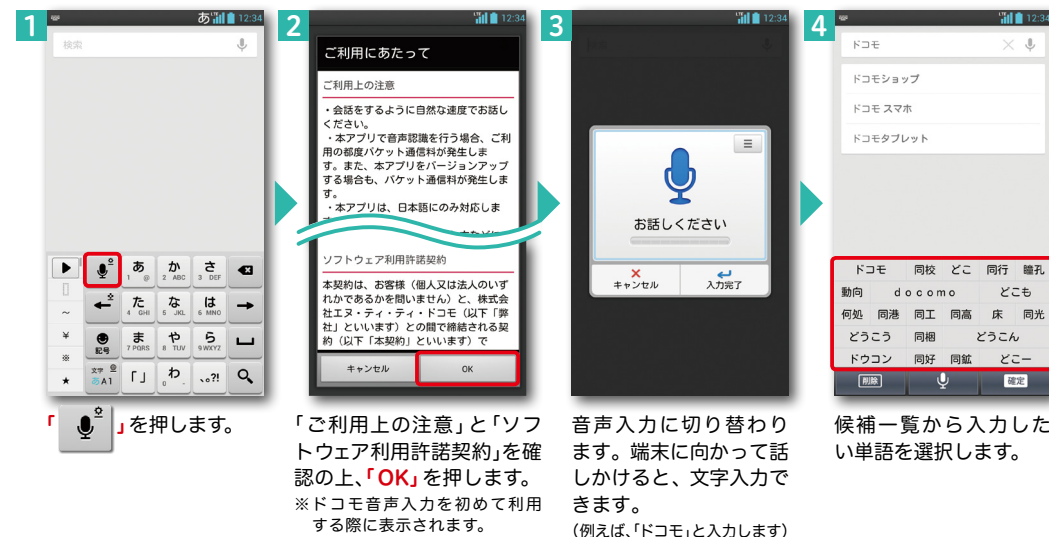 1
あ LTE 12:34
検索
あ 1 @
か 2 ABC
さ 3 DEF
た 4 GHI
な 5 JKL
は 6 MNO
~
¥
記号
ま 7 PQRS
や 8 TUV
ら 9 WXYZ
※
★
文字
あA1
「」
わ 0 -
、。?!
「 」を押します。
2
LTE 12:34
ご利用にあたって
ご利用上の注意
・会話をするように自然な速度でお話し
ください。
・本アプリで音声認識を行う場合、ご利
用の都度パケット通信料が発生しま
す。また、本アプリをバージョンアップ
する場合も、パケット通信料が発生しま
す。
・本アプリは、日本語にのみ対応しま
ソフトウェア利用許諾契約
本契約は、お客様（個人又は法人のいず
れかであるかを問いません）と、株式会
社エヌ・ティ・ティ・ドコモ（以下「弊
社」といいます）との間で締結される契
約（以下「本契約」といいます）で
キャンセル
OK
「ご利用上の注意」と「ソフ
トウェア利用許諾契約」を確
認の上、「OK」を押します。
※ドコモ音声入力を初めて利用
する際に表示されます。
3
LTE 12:34
お話しください
キャンセル
入力完了
音声入力に切り替わり
ます。端末に向かって話
しかけると、文字入力で
きます。
（例えば、「ドコモ」と入力します）
4
LTE 12:34
ドコモ
ドコモショップ
ドコモ スマホ
ドコモタブレット
ドコモ 同校 どこ 同行 瞳孔
動向 docomo どこも
何処 同港 同工 同高 床 同光
どうこう 同梱 どうこん
ドウコン 同好 同鉱 どこー
削除
確定
候補一覧から入力した
い単語を選択します。